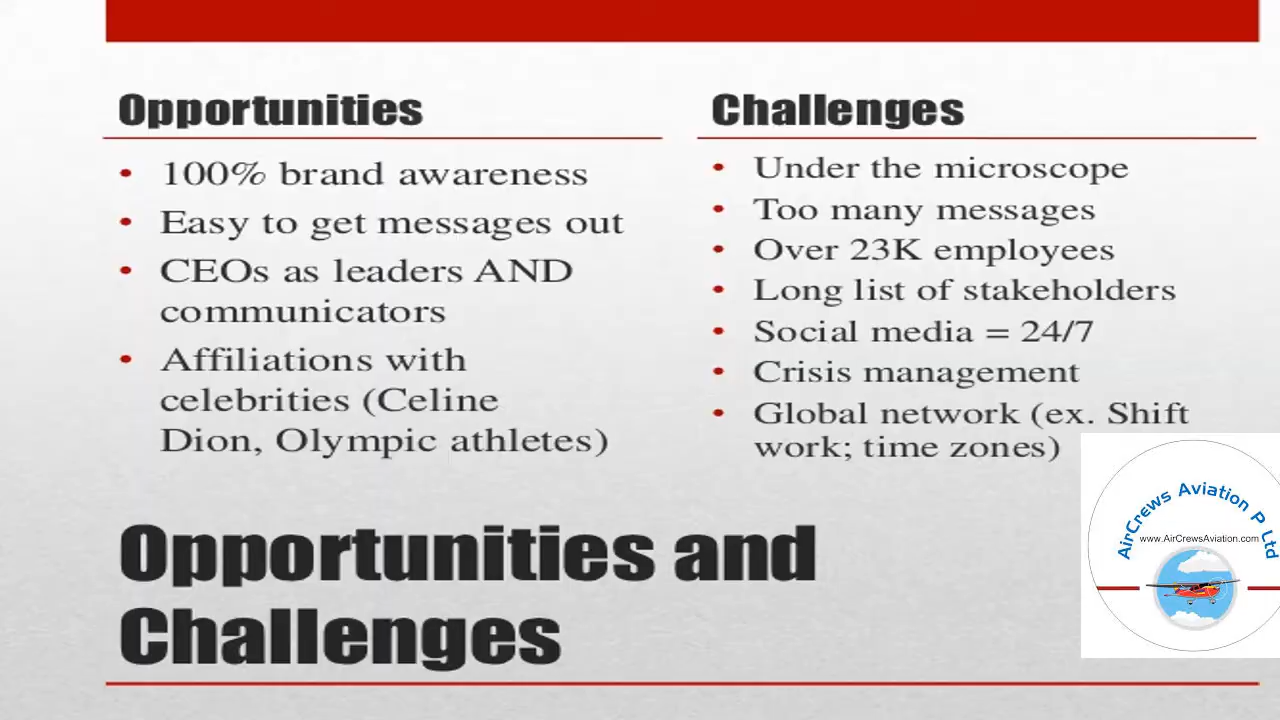 Opportunities
• 100% brand awareness
• Easy to get messages out
• CEOs as leaders AND
communicators
• Affiliations with
celebrities (Celine
Dion, Olympic athletes)
Challenges
• Under the microscope
• Too many messages
• Over 23K employees
• Long list of stakeholders
• Social media = 24/7
• Crisis management
• Global network (ex. Shift
work; time zones)
Opportunities and
Challenges
AirCrews Aviation P Ltd
www.AirCrewsAviation.com